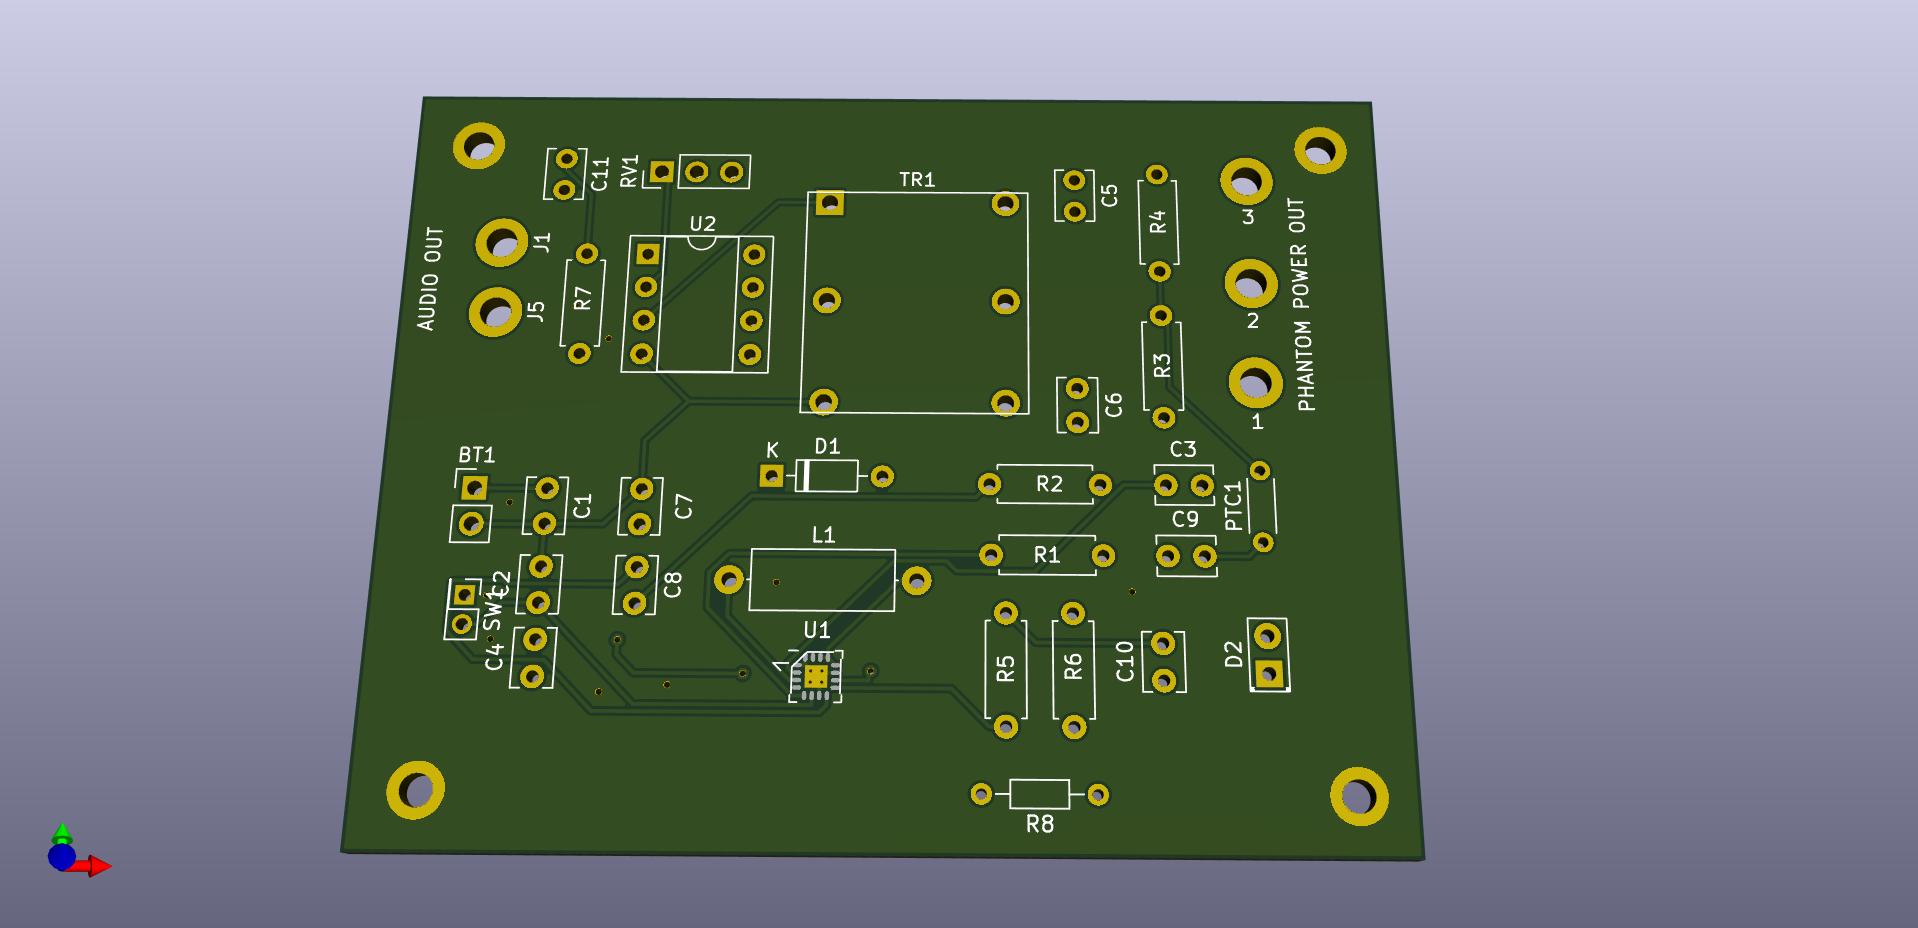 C11
RV1
TR1
C5
R4
3
AUDIO OUT
J1
U2
PHANTOM POWER OUT
R7
J5
2
R3
C6
1
BT1
K
D1
C3
R2
PTC1
C1
C7
C9
L1
R1
C2
C8
SW1
U1
1
C4
R5
R6
C10
D2
R8